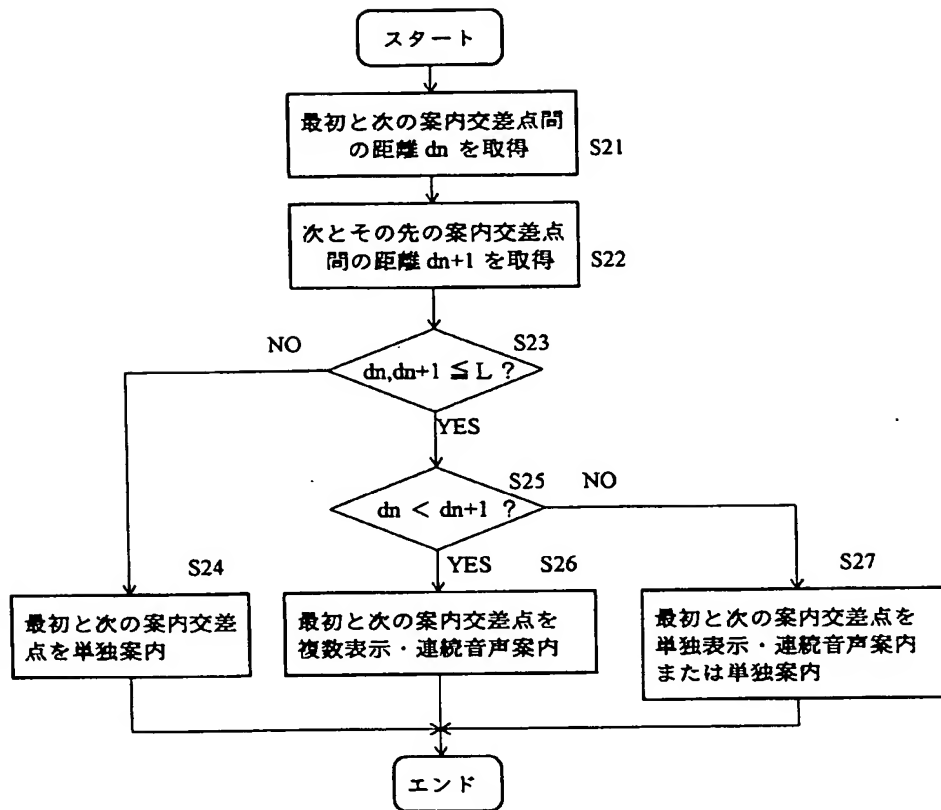 スタート
最初と次の案内交差点間
の距離 dn を取得
S21
次とその先の案内交差点
間の距離 dn+1 を取得
S22
NO
S23
dn,dn+1 ≦ L ?
YES
S25
NO
dn < dn+1 ?
S24
YES
S26
S27
最初と次の案内交差
点を単独案内
最初と次の案内交差点を
複数表示・連続音声案内
最初と次の案内交差点を
単独表示・連続音声案内
または単独案内
エンド